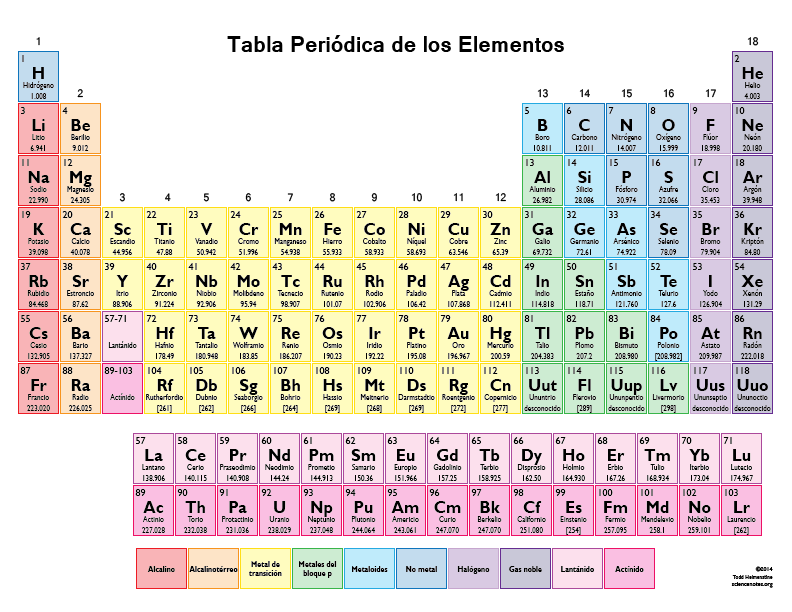 Tabla Periódica de los Elementos
1 18
1 2
H He
Hidrógeno Helio
1.008 4.003
2 13 14 15 16 17
3 4 5 6 7 8 9 10
Li Be B C N O F Ne
Litio Berilio Boro Carbono Nitrógeno Oxígeno Flúor Neón
6.941 9.012 10.811 12.011 14.007 15.999 18.998 20.180
11 12 13 14 15 16 17 18
Na Mg Al Si P S Cl Ar
Sodio Magnesio Aluminio Silicio Fósforo Azufre Cloro Argón
22.990 24.305 26.982 28.086 30.974 32.066 35.453 39.948
3 4 5 6 7 8 9 10 11 12
19 20 21 22 23 24 25 26 27 28 29 30 31 32 33 34 35 36
K Ca Sc Ti V Cr Mn Fe Co Ni Cu Zn Ga Ge As Se Br Kr
Potasio Calcio Escandio Titanio Vanadio Cromo Manganeso Hierro Cobalto Níquel Cobre Zinc Galio Germanio Arsénico Selenio Bromo Kriptón
39.098 40.078 44.956 47.88 50.942 51.996 54.938 55.933 58.933 58.693 63.546 65.39 69.732 72.61 74.922 78.09 79.904 84.80
37 38 39 40 41 42 43 44 45 46 47 48 49 50 51 52 53 54
Rb Sr Y Zr Nb Mo Tc Ru Rh Pd Ag Cd In Sn Sb Te I Xe
Rubidio Estroncio Itrio Zirconio Niobio Molibdeno Tecnecio Rutenio Rodio Paladio Plata Cadmio Indio Estaño Antimonio Telurio Yodo Xenón
84.468 87.62 88.906 91.224 92.906 95.94 98.907 101.07 102.906 106.42 107.868 112.411 114.818 118.71 121.760 127.6 126.904 131.29
55 56 57-71 72 73 74 75 76 77 78 79 80 81 82 83 84 85 86
Cs Ba Hf Ta W Re Os Ir Pt Au Hg Tl Pb Bi Po At Rn
Cesio Bario Lantánido Hafnio Tantalio Wolframio Renio Osmio Iridio Platino Oro Mercurio Talio Plomo Bismuto Polonio Astato Radón
132.905 137.327 178.49 180.948 183.85 186.207 190.23 192.22 195.08 196.967 200.59 204.383 207.2 208.980 [208.982] 209.987 222.018
87 88 89-103 104 105 106 107 108 109 110 111 112 113 114 115 116 117 118
Fr Ra Rf Db Sg Bh Hs Mt Ds Rg Cn Uut Fl Uup Lv Uus Uuo
Francio Radio Actínido Rutherfordio Dubnio Seaborgio Bohrio Hassio Meitnerio Darmstadtio Roentgenio Copernicio Ununtrio Flerovio Ununpentio Livermorio Ununseptio Ununoctio
223.020 226.025 [261] [262] [266] [264] [269] [268] [269] [272] [277] desconocido [289] desconocido [298] desconocido desconocido
57 58 59 60 61 62 63 64 65 66 67 68 69 70 71
La Ce Pr Nd Pm Sm Eu Gd Tb Dy Ho Er Tm Yb Lu
Lantano Cerio Praseodimio Neodimio Prometio Samario Europio Gadolinio Terbio Disprósio Holmio Erbio Tulio Iterbio Lutecio
138.906 140.115 140.908 144.24 144.913 150.36 151.966 157.25 158.925 162.50 164.930 167.26 168.934 173.04 174.967
89 90 91 92 93 94 95 96 97 98 99 100 101 102 103
Ac Th Pa U Np Pu Am Cm Bk Cf Es Fm Md No Lr
Actinio Torio Protactinio Uranio Neptúnio Plutonio Americio Curio Berkelio Californio Einstenio Fermio Mendelevio Nobelio Laurencio
227.028 232.038 231.036 238.029 237.048 244.064 243.061 247.070 247.070 251.080 [254] 257.095 258.1 259.101 [262]
Alcalino Alcalinotérreo Metal de transición Metales del bloque p Metaloides No metal Halógeno Gas noble Lantánido Actínido
©2014
Todd Helmenstine
sciencenotes.org